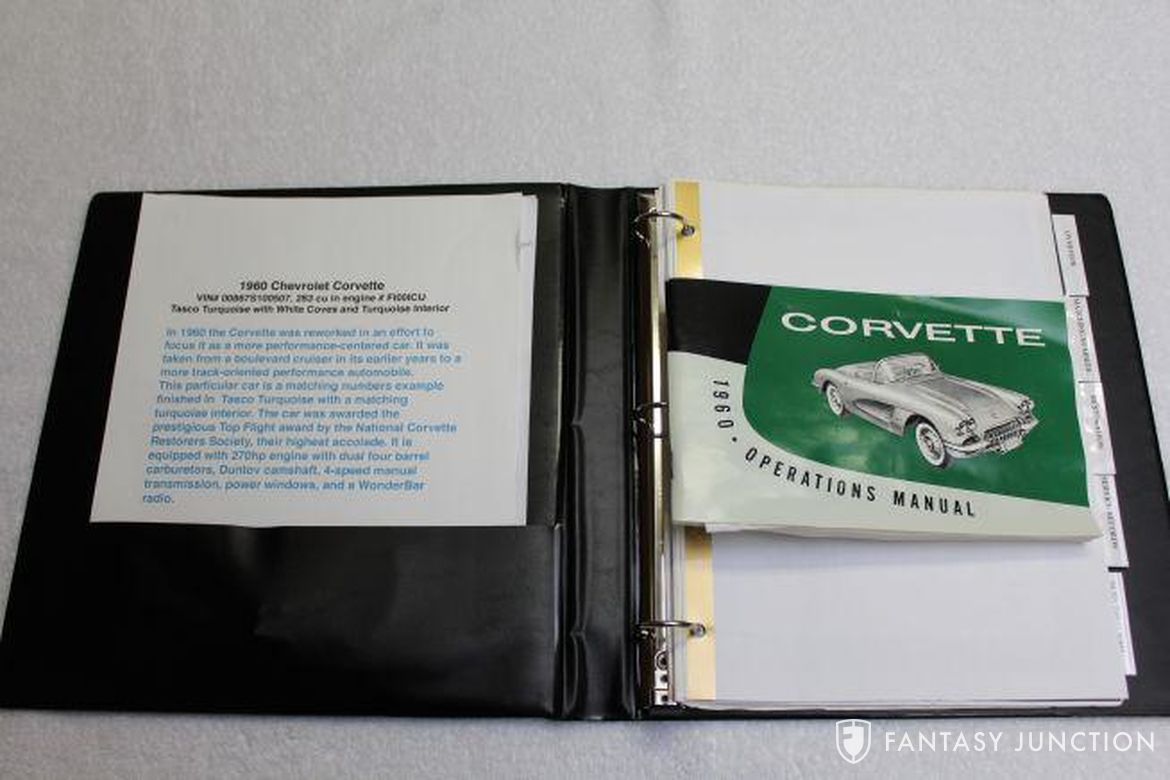 1960 Chevrolet Corvette
VIN# 00867S100507, 283 cu in engine # FI00ICU
Tasco Turquoise with White Coves and Turquoise Interior
In 1960 the Corvette was reworked in an effort to
focus it as a more performance-centered car. It was
taken from a boulevard cruiser in its earlier years to a
more track-oriented performance automobile.
This particular car is a matching numbers example
finished in Tasco Turquoise with a matching
turquoise interior. The car was awarded the
prestigious Top Flight award by the National Corvette
Restorers Society, their highest accolade. It is
equipped with 270hp engine with dual four barrel
carburetors, Duntov camshaft, 4-speed manual
transmission, power windows, and a WonderBar
radio.
CORVETTE
1960 • OPERATIONS MANUAL
FANTASY JUNCTION